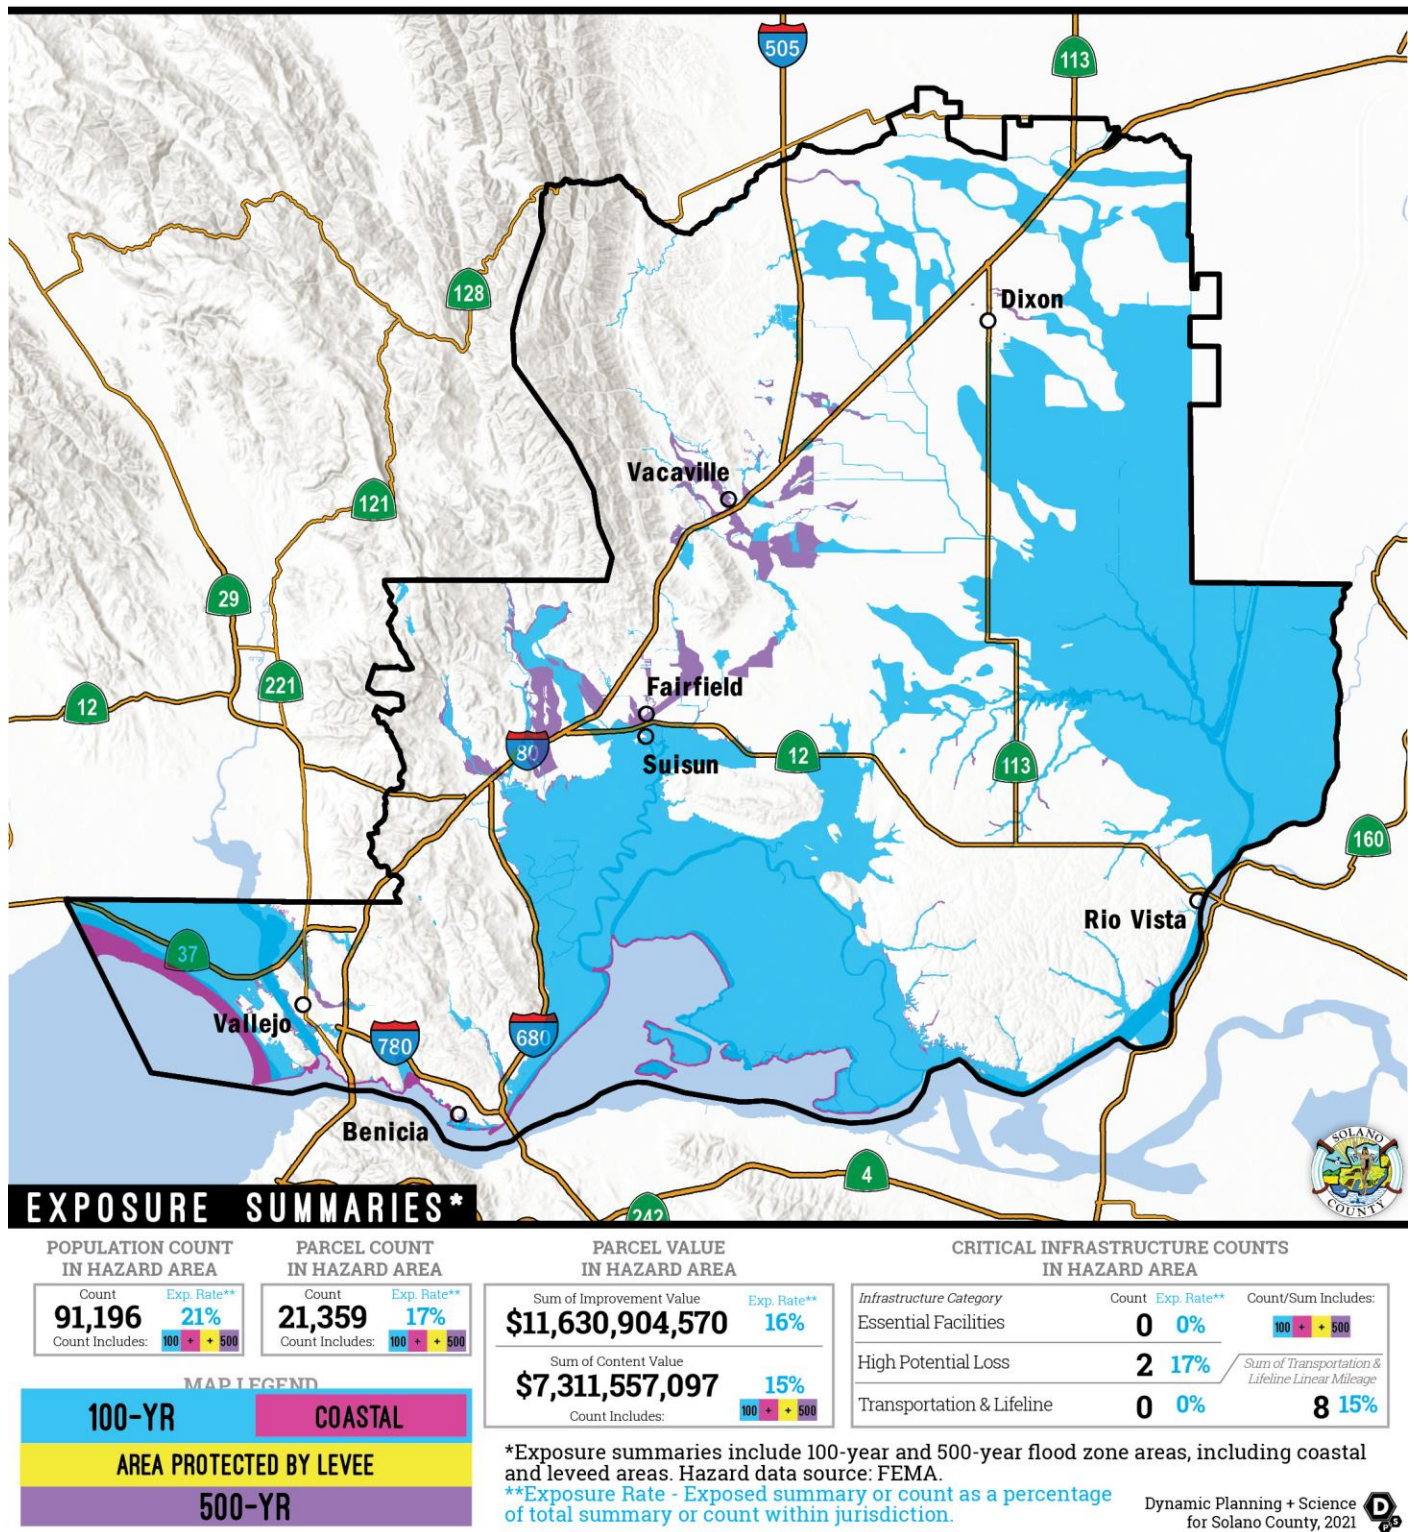 505
113
128
Dixon
Vacaville
121
29
221
12
Fairfield
80
Suisun
12
113
160
Rio Vista
37
Vallejo
780
680
Benicia
4
242
SOLANO
COUNTY
EXPOSURE SUMMARIES*
POPULATION COUNT
IN HAZARD AREA
Count Exp. Rate**
91,196 21%
Count Includes: 100 + + 500
PARCEL COUNT
IN HAZARD AREA
Count Exp. Rate**
21,359 17%
Count Includes: 100 + + 500
PARCEL VALUE
IN HAZARD AREA
Sum of Improvement Value Exp. Rate**
$11,630,904,570 16%
Sum of Content Value
$7,311,557,097 15%
Count Includes: 100 + + 500
CRITICAL INFRASTRUCTURE COUNTS
IN HAZARD AREA
Infrastructure Category Count Exp. Rate** Count/Sum Includes:
Essential Facilities 0 0% 100 + + 500
High Potential Loss 2 17% Sum of Transportation &
Lifeline Linear Mileage
Transportation & Lifeline 0 0% 8 15%
MAP LEGEND
100-YR COASTAL
AREA PROTECTED BY LEVEE
500-YR
*Exposure summaries include 100-year and 500-year flood zone areas, including coastal
and leveed areas. Hazard data source: FEMA.
**Exposure Rate - Exposed summary or count as a percentage
of total summary or count within jurisdiction.
Dynamic Planning + Science
for Solano County, 2021
D
P S